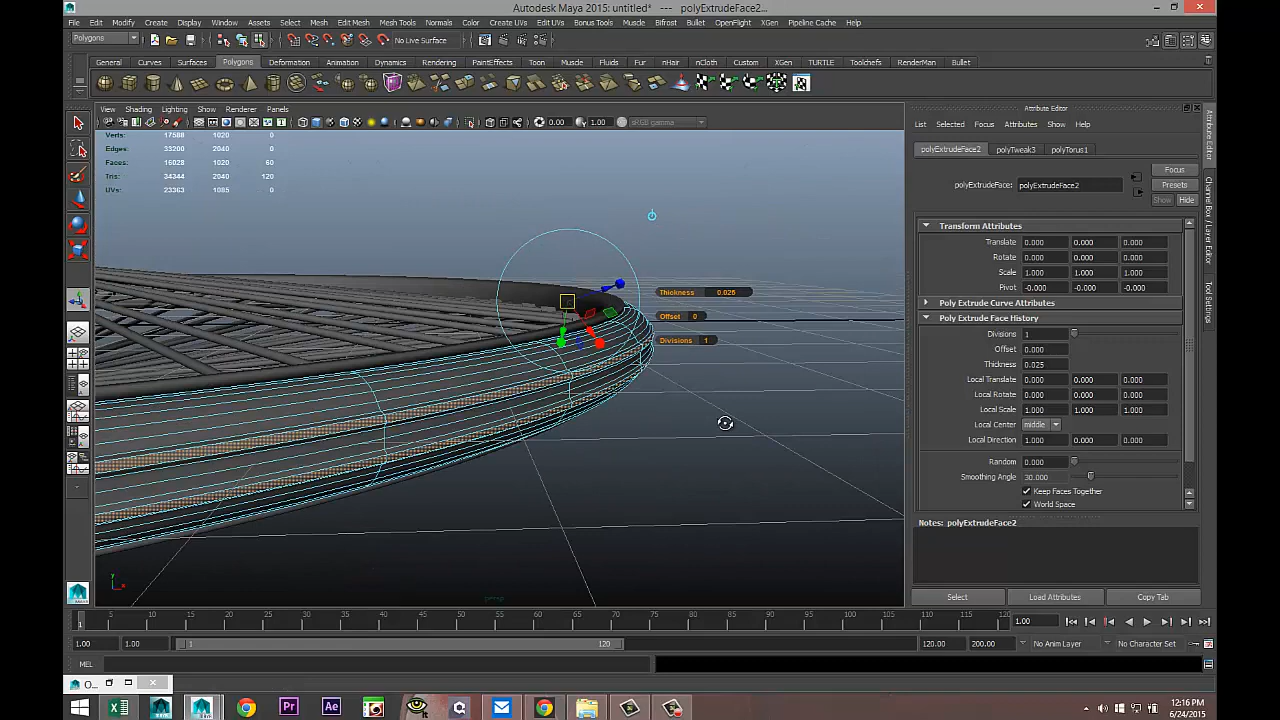 Autodesk Maya 2015: untitled*   ---   polyExtrudeFace2...
File Edit Modify Create Display Window Assets Select Mesh Edit Mesh Mesh Tools Normals Color Create UVs Edit UVs Bonus Tools Muscle Bifrost Bullet OpenFlight XGen Pipeline Cache Help
Polygons No Live Surface
General Curves Surfaces Polygons Deformation Animation Dynamics Rendering PaintEffects Toon Muscle Fluids Fur nHair nCloth Custom XGen TURTLE Toolchefs RenderMan Bullet
View Shading Lighting Show Renderer Panels
0.00 1.00 sRGB gamma
Verts: 17588 1020 0
Edges: 33200 2040 0
Faces: 16028 1020 60
Tris: 34344 2040 120
UVs: 23363 1085 0
Thickness 0.025
Offset 0
Divisions 1
persp
Attribute Editor
List Selected Focus Attributes Show Help
polyExtrudeFace2 polyTweak3 polyTorus1
Focus
polyExtrudeFace: polyExtrudeFace2 Presets
Show Hide
Transform Attributes
Translate 0.000 0.000 0.000
Rotate 0.000 0.000 0.000
Scale 1.000 1.000 1.000
Pivot -0.000 -0.000 -0.000
Poly Extrude Curve Attributes
Poly Extrude Face History
Divisions 1
Offset 0.000
Thickness 0.025
Local Translate 0.000 0.000 0.000
Local Rotate 0.000 0.000 0.000
Local Scale 1.000 1.000 1.000
Local Center middle
Local Direction 1.000 0.000 0.000
Random 0.000
Smoothing Angle 30.000
Keep Faces Together
World Space
Notes: polyExtrudeFace2
Select Load Attributes Copy Tab
Attribute Editor
Channel Box / Layer Editor
Tool Settings
1 5 10 15 20 25 30 35 40 45 50 55 60 65 70 75 80 85 90 95 100 105 110 115 120 1.00
1.00 1.00 1 120 120.00 200.00 No Anim Layer No Character Set
MEL
O...
Pr Ae
12:16 PM
6/24/2015